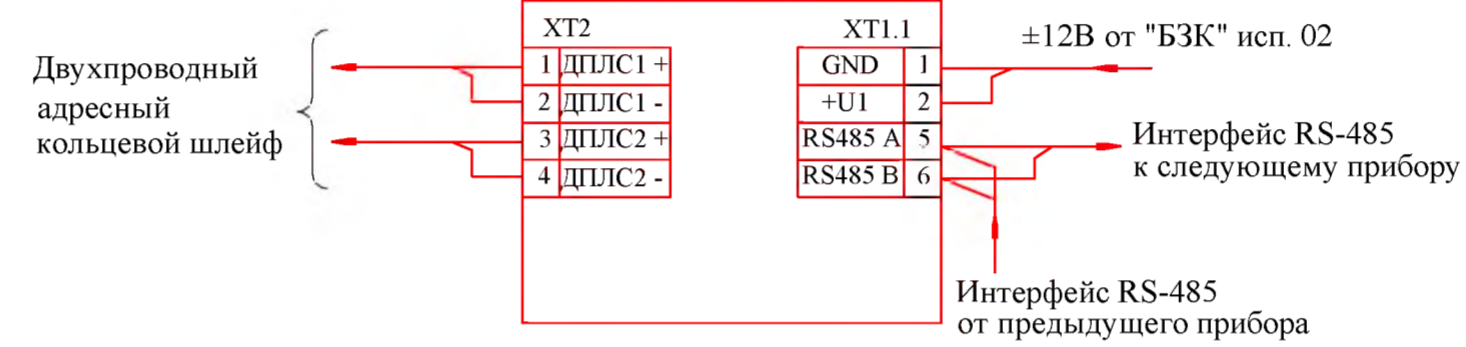 Двухпроводный
адресный
кольцевой шлейф
XT2
1 ДПЛС1 +
2 ДПЛС1 -
3 ДПЛС2 +
4 ДПЛС2 -
XT1.1
GND 1
+U1 2
RS485 A 5
RS485 B 6
±12В от "БЗК" исп. 02
Интерфейс RS-485
к следующему прибору
Интерфейс RS-485
от предыдущего прибора